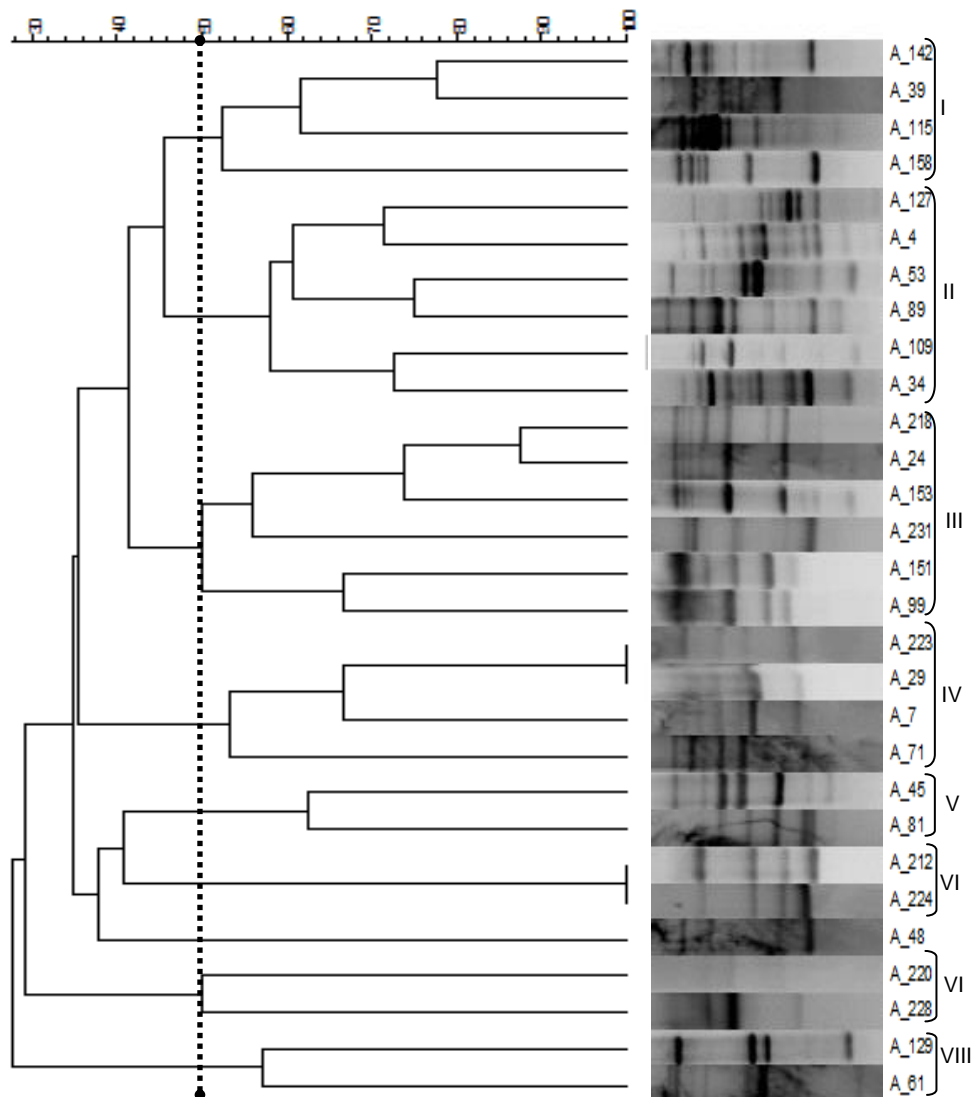 30 40 50 60 70 80 90 100
A_142
A_39
I
A_115
A_158
A_127
A_4
A_53
II
A_89
A_109
A_34
A_218
A_24
A_153
III
A_231
A_151
A_99
A_223
A_29
IV
A_7
A_71
A_45
V
A_81
A_212
VI
A_224
A_48
A_220
VI
A_228
A_129
VIII
A_61